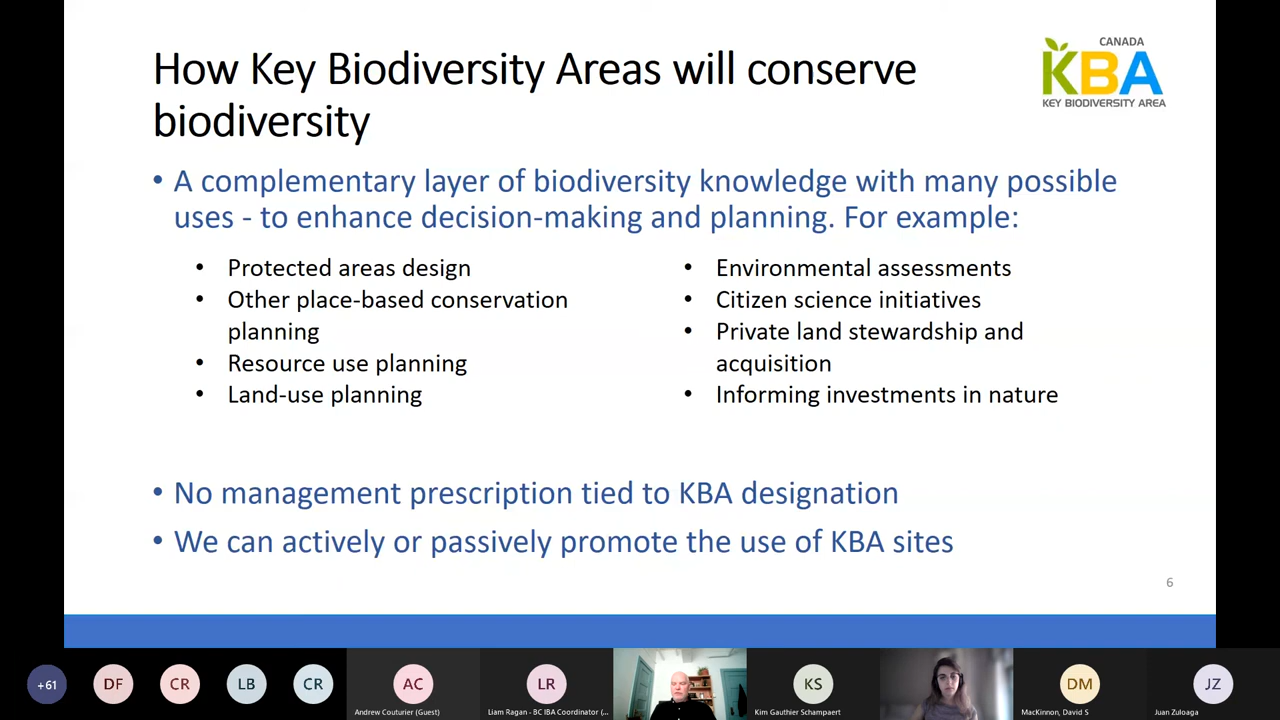 How Key Biodiversity Areas will conserve
biodiversity
CANADA
KBA
KEY BIODIVERSITY AREA
• A complementary layer of biodiversity knowledge with many possible
uses - to enhance decision-making and planning. For example:
• Protected areas design
• Other place-based conservation
planning
• Resource use planning
• Land-use planning
• Environmental assessments
• Citizen science initiatives
• Private land stewardship and
acquisition
• Informing investments in nature
• No management prescription tied to KBA designation
• We can actively or passively promote the use of KBA sites
6
+61
DF
CR
LB
CR
AC
Andrew Couturier (Guest)
LR
Liam Ragan - BC IBA Coordinator (...
KS
Kim Gauthier Schampaert
DM
MacKinnon, David S
JZ
Juan Zuloaga